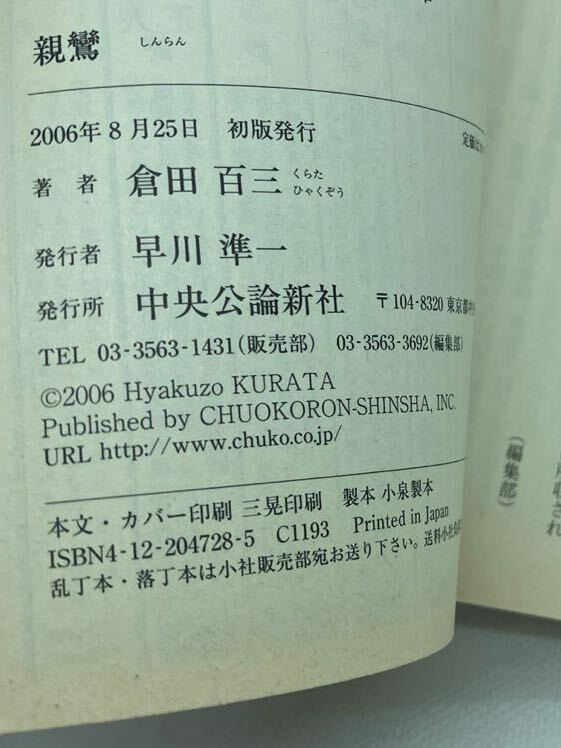 親鸞 しんらん
2006年8月25日 初版発行
定価は
著者 倉田 百三 くらた ひゃくぞう
発行者 早川 準一
発行所 中央公論新社 〒104-8320 東京都中
TEL 03-3563-1431(販売部) 03-3563-3692(編集部)
©2006 Hyakuzo KURATA
Published by CHUOKORON-SHINSHA, INC.
URL http://www.chuko.co.jp/
本文・カバー印刷 三晃印刷 製本 小泉製本
ISBN4-12-204728-5 C1193 Printed in Japan
乱丁本・落丁本は小社販売部宛お送り下さい。送料小社負
収され
(編集部)